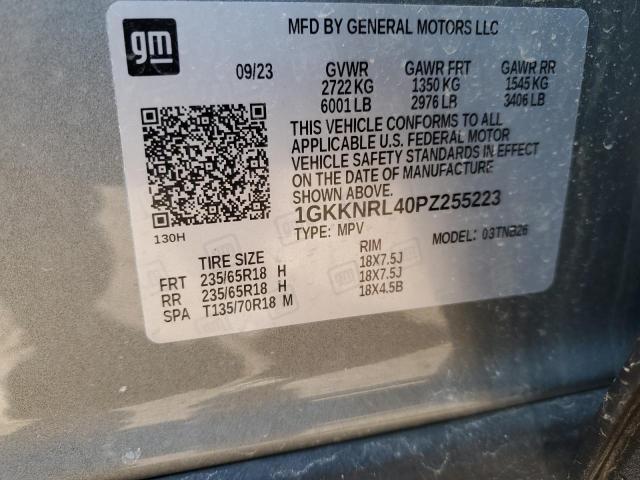 gm
MFD BY GENERAL MOTORS LLC
09/23 GVWR GAWR FRT GAWR RR
2722 KG 1350 KG 1545 KG
6001 LB 2976 LB 3406 LB
THIS VEHICLE CONFORMS TO ALL
APPLICABLE U.S. FEDERAL MOTOR
VEHICLE SAFETY STANDARDS IN EFFECT
ON THE DATE OF MANUFACTURE
SHOWN ABOVE.
1GKKNRL40PZ255223
130H TYPE: MPV MODEL: 03TNB26
TIRE SIZE RIM
FRT 235/65R18 H 18X7.5J
RR 235/65R18 H 18X7.5J
SPA T135/70R18 M 18X4.5B